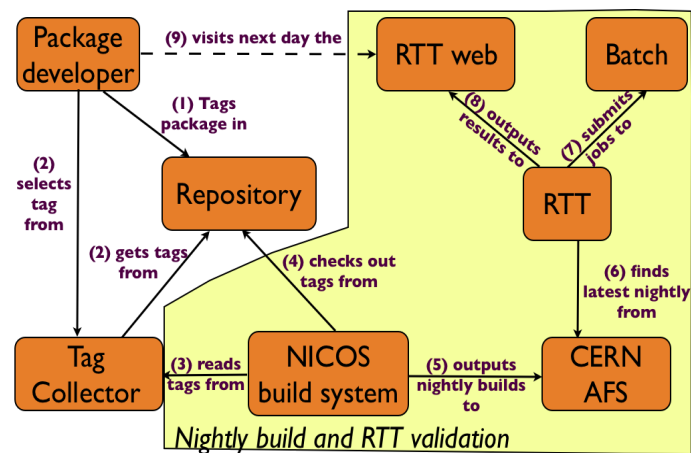 Package
developer
(9) visits next day the
RTT web
Batch
(1) Tags
package in
(8) outputs
results to
(7) submits
jobs to
(2)
selects
tag
from
Repository
RTT
(2) gets tags
from
(4) checks out
tags from
(6) finds
latest nightly
from
Tag
Collector
(3) reads
tags from
NICOS
build system
(5) outputs
nightly builds
to
CERN
AFS
Nightly build and RTT validation